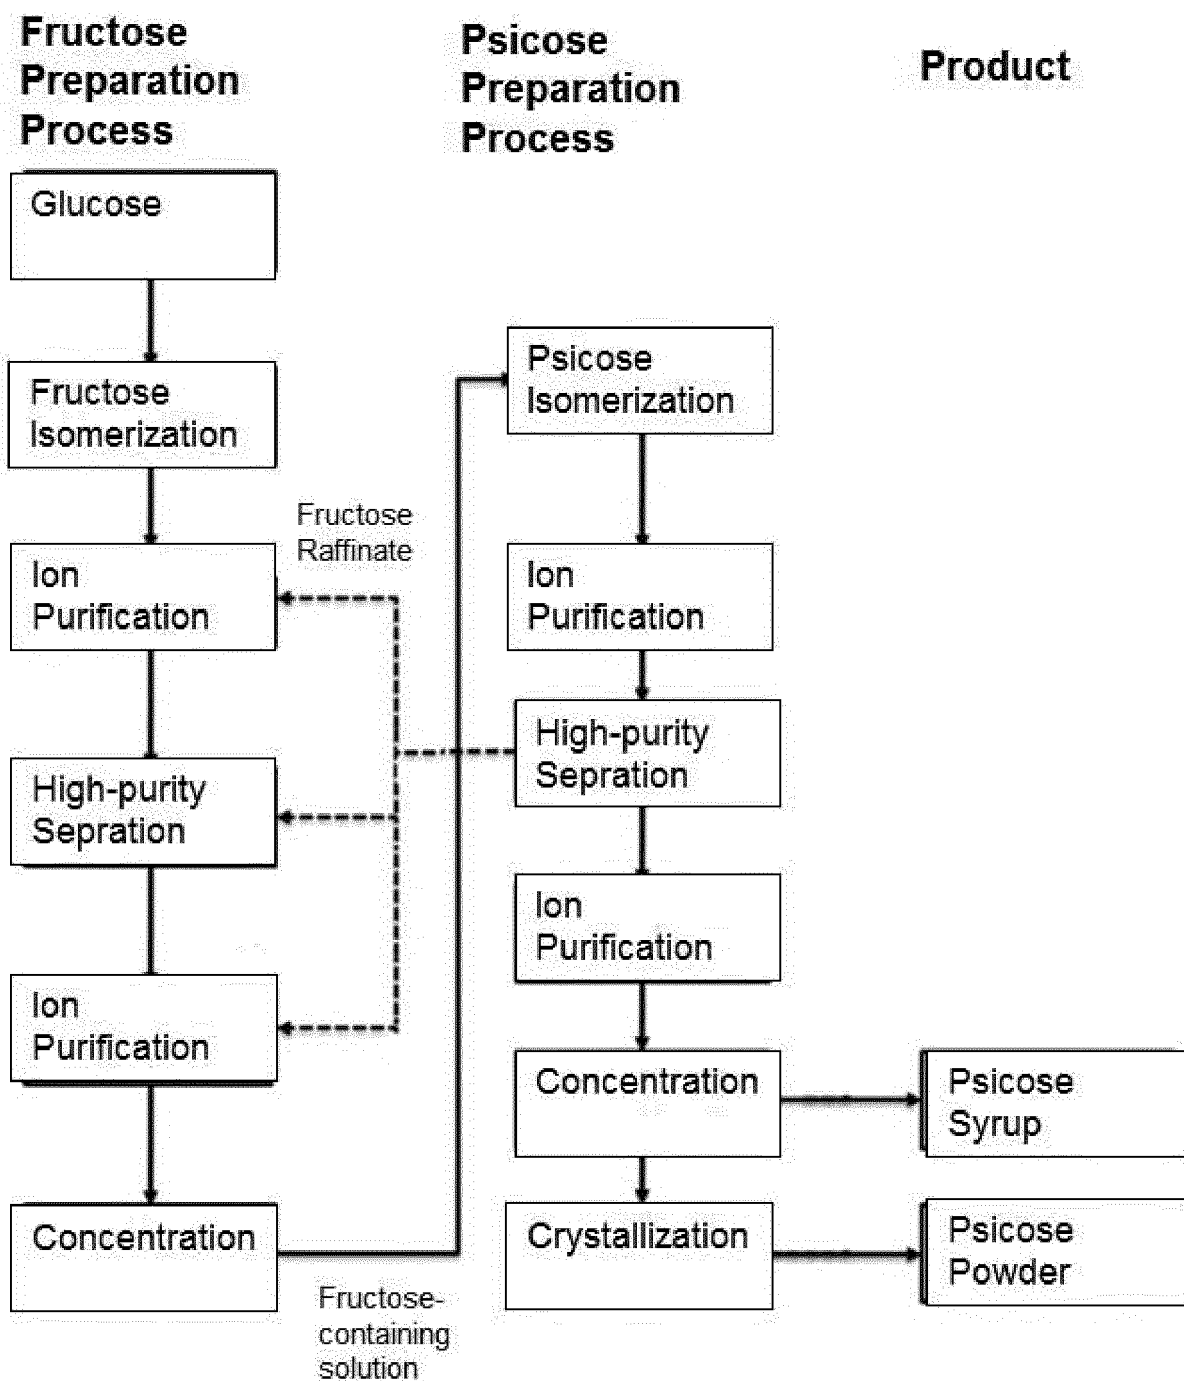 Fructose
Preparation
Process
Psicose
Preparation
Process
Product
Glucose
Fructose
Isomerization
Ion
Purification
High-purity
Sepration
Ion
Purification
Concentration
Fructose
Raffinate
Fructose-
containing
solution
Psicose
Isomerization
Ion
Purification
High-purity
Sepration
Ion
Purification
Concentration
Crystallization
Psicose
Syrup
Psicose
Powder